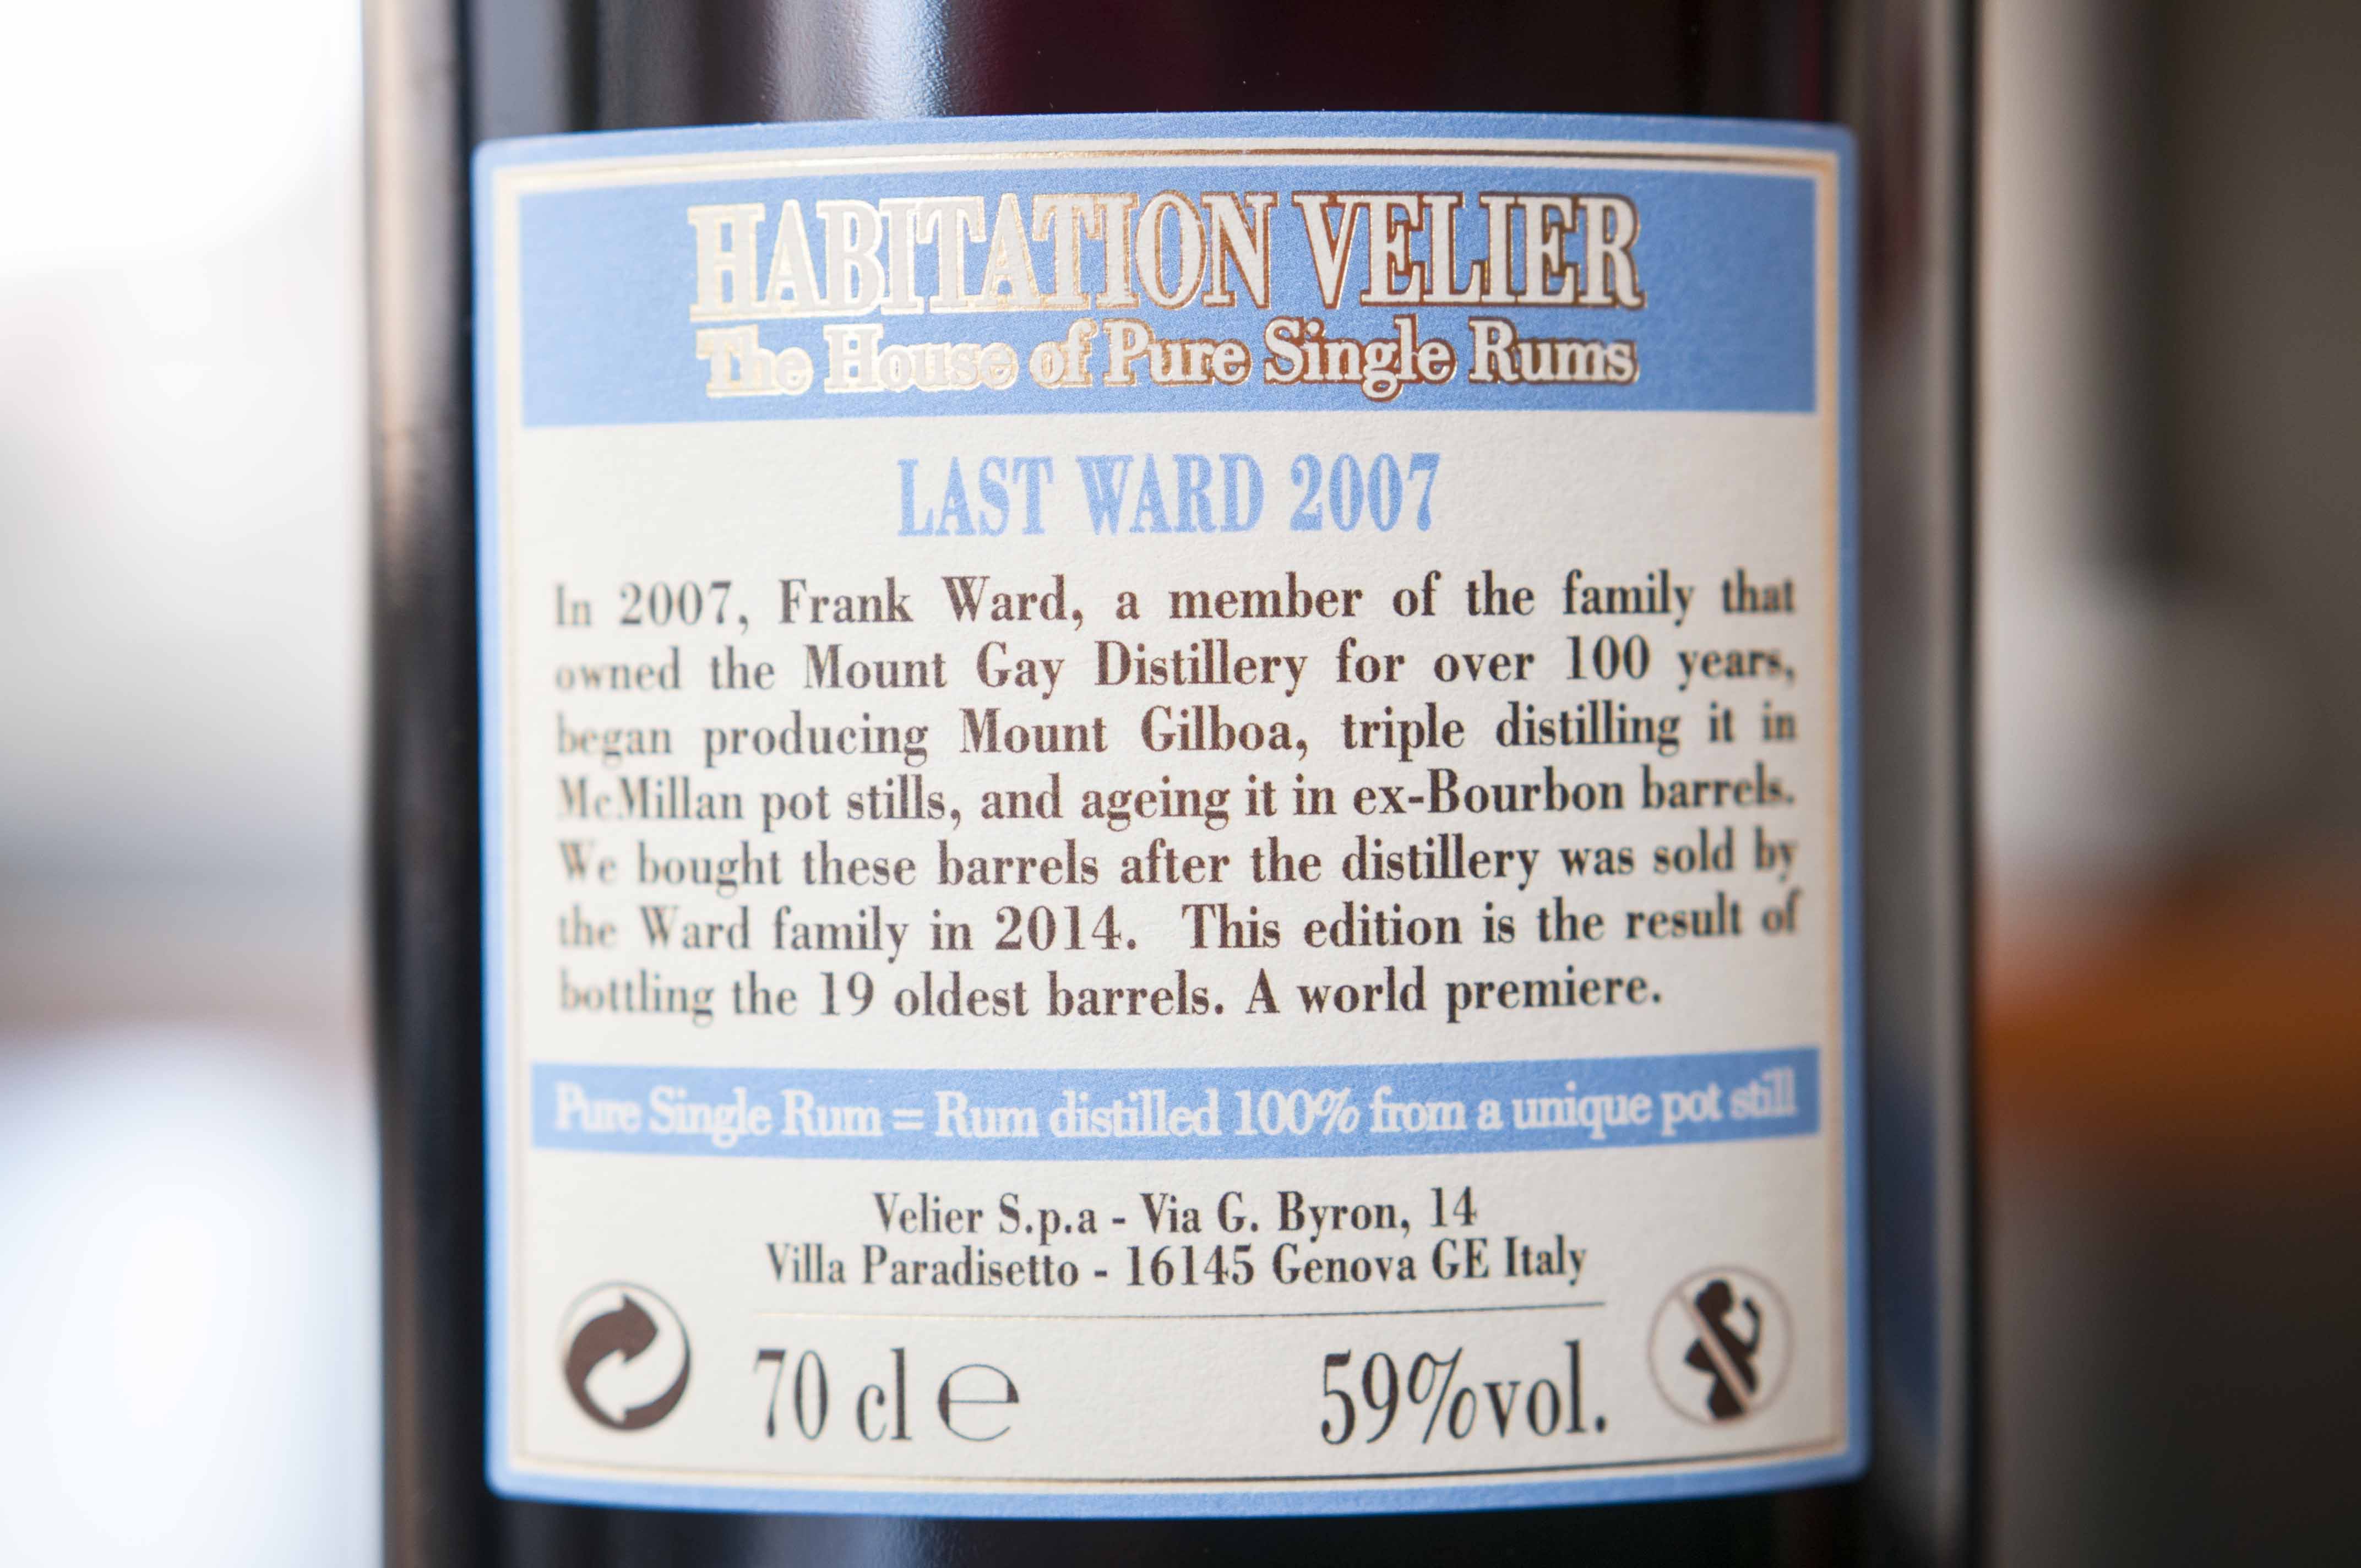 HABITATION VELIER
The House of Pure Single Rums
LAST WARD 2007
In 2007, Frank Ward, a member of the family that
owned the Mount Gay Distillery for over 100 years,
began producing Mount Gilboa, triple distilling it in
McMillan pot stills, and ageing it in ex-Bourbon barrels.
We bought these barrels after the distillery was sold by
the Ward family in 2014. This edition is the result of
bottling the 19 oldest barrels. A world premiere.
Pure Single Rum = Rum distilled 100% from a unique pot still
Velier S.p.a - Via G. Byron, 14
Villa Paradisetto - 16145 Genova GE Italy
70 cl ℮ 59%vol.